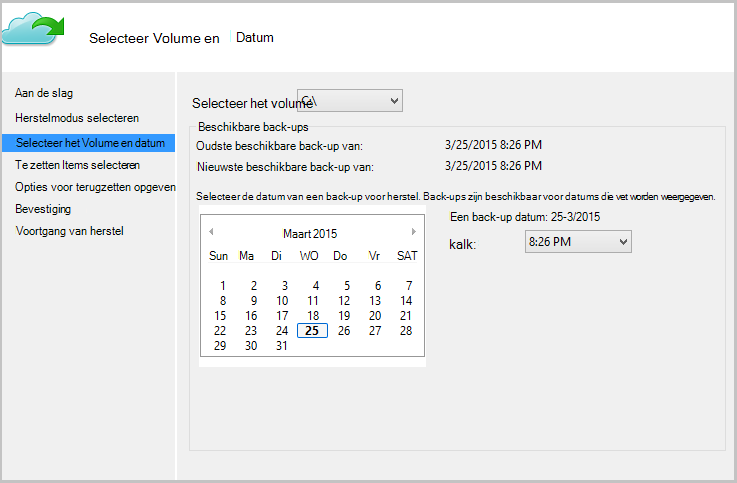 Selecteer Volume en Datum
Aan de slag
Herstelmodus selecteren
Selecteer het Volume en datum
Te zetten Items selecteren
Opties voor terugzetten opgeven
Bevestiging
Voortgang van herstel
Selecteer het volume C:\
Beschikbare back-ups
Oudste beschikbare back-up van: 3/25/2015 8:26 PM
Nieuwste beschikbare back-up van: 3/25/2015 8:26 PM
Selecteer de datum van een back-up voor herstel. Back-ups zijn beschikbaar voor datums die vet worden weergegeven.
Maart 2015
Sun Ma Di WO Do Vr SAT
1 2 3 4 5 6 7
8 9 10 11 12 13 14
15 16 17 18 19 20 21
22 23 24 25 26 27 28
29 30 31
Een back-up datum: 25-3/2015
kalk: 8:26 PM